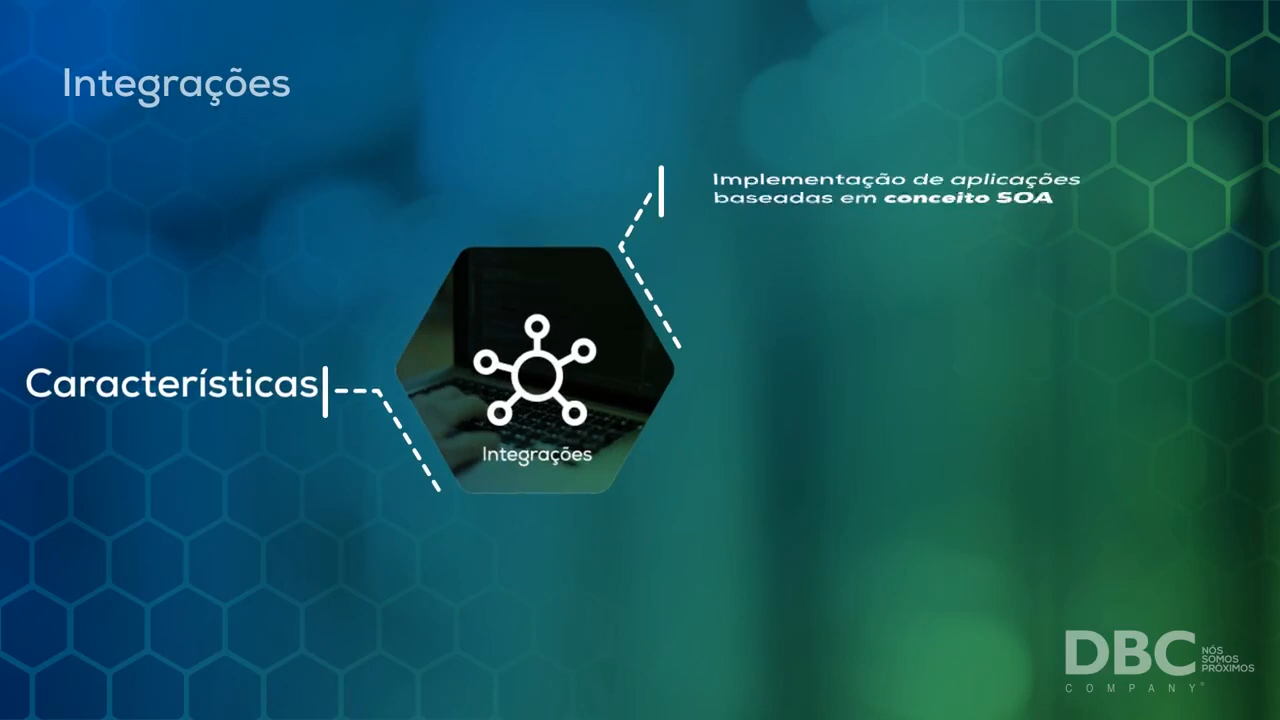 Integrações
Implementação de aplicações
baseadas em conceito SOA
Características
Integrações
DBC
NÓS
SOMOS
PRÓXIMOS
COMPANY®